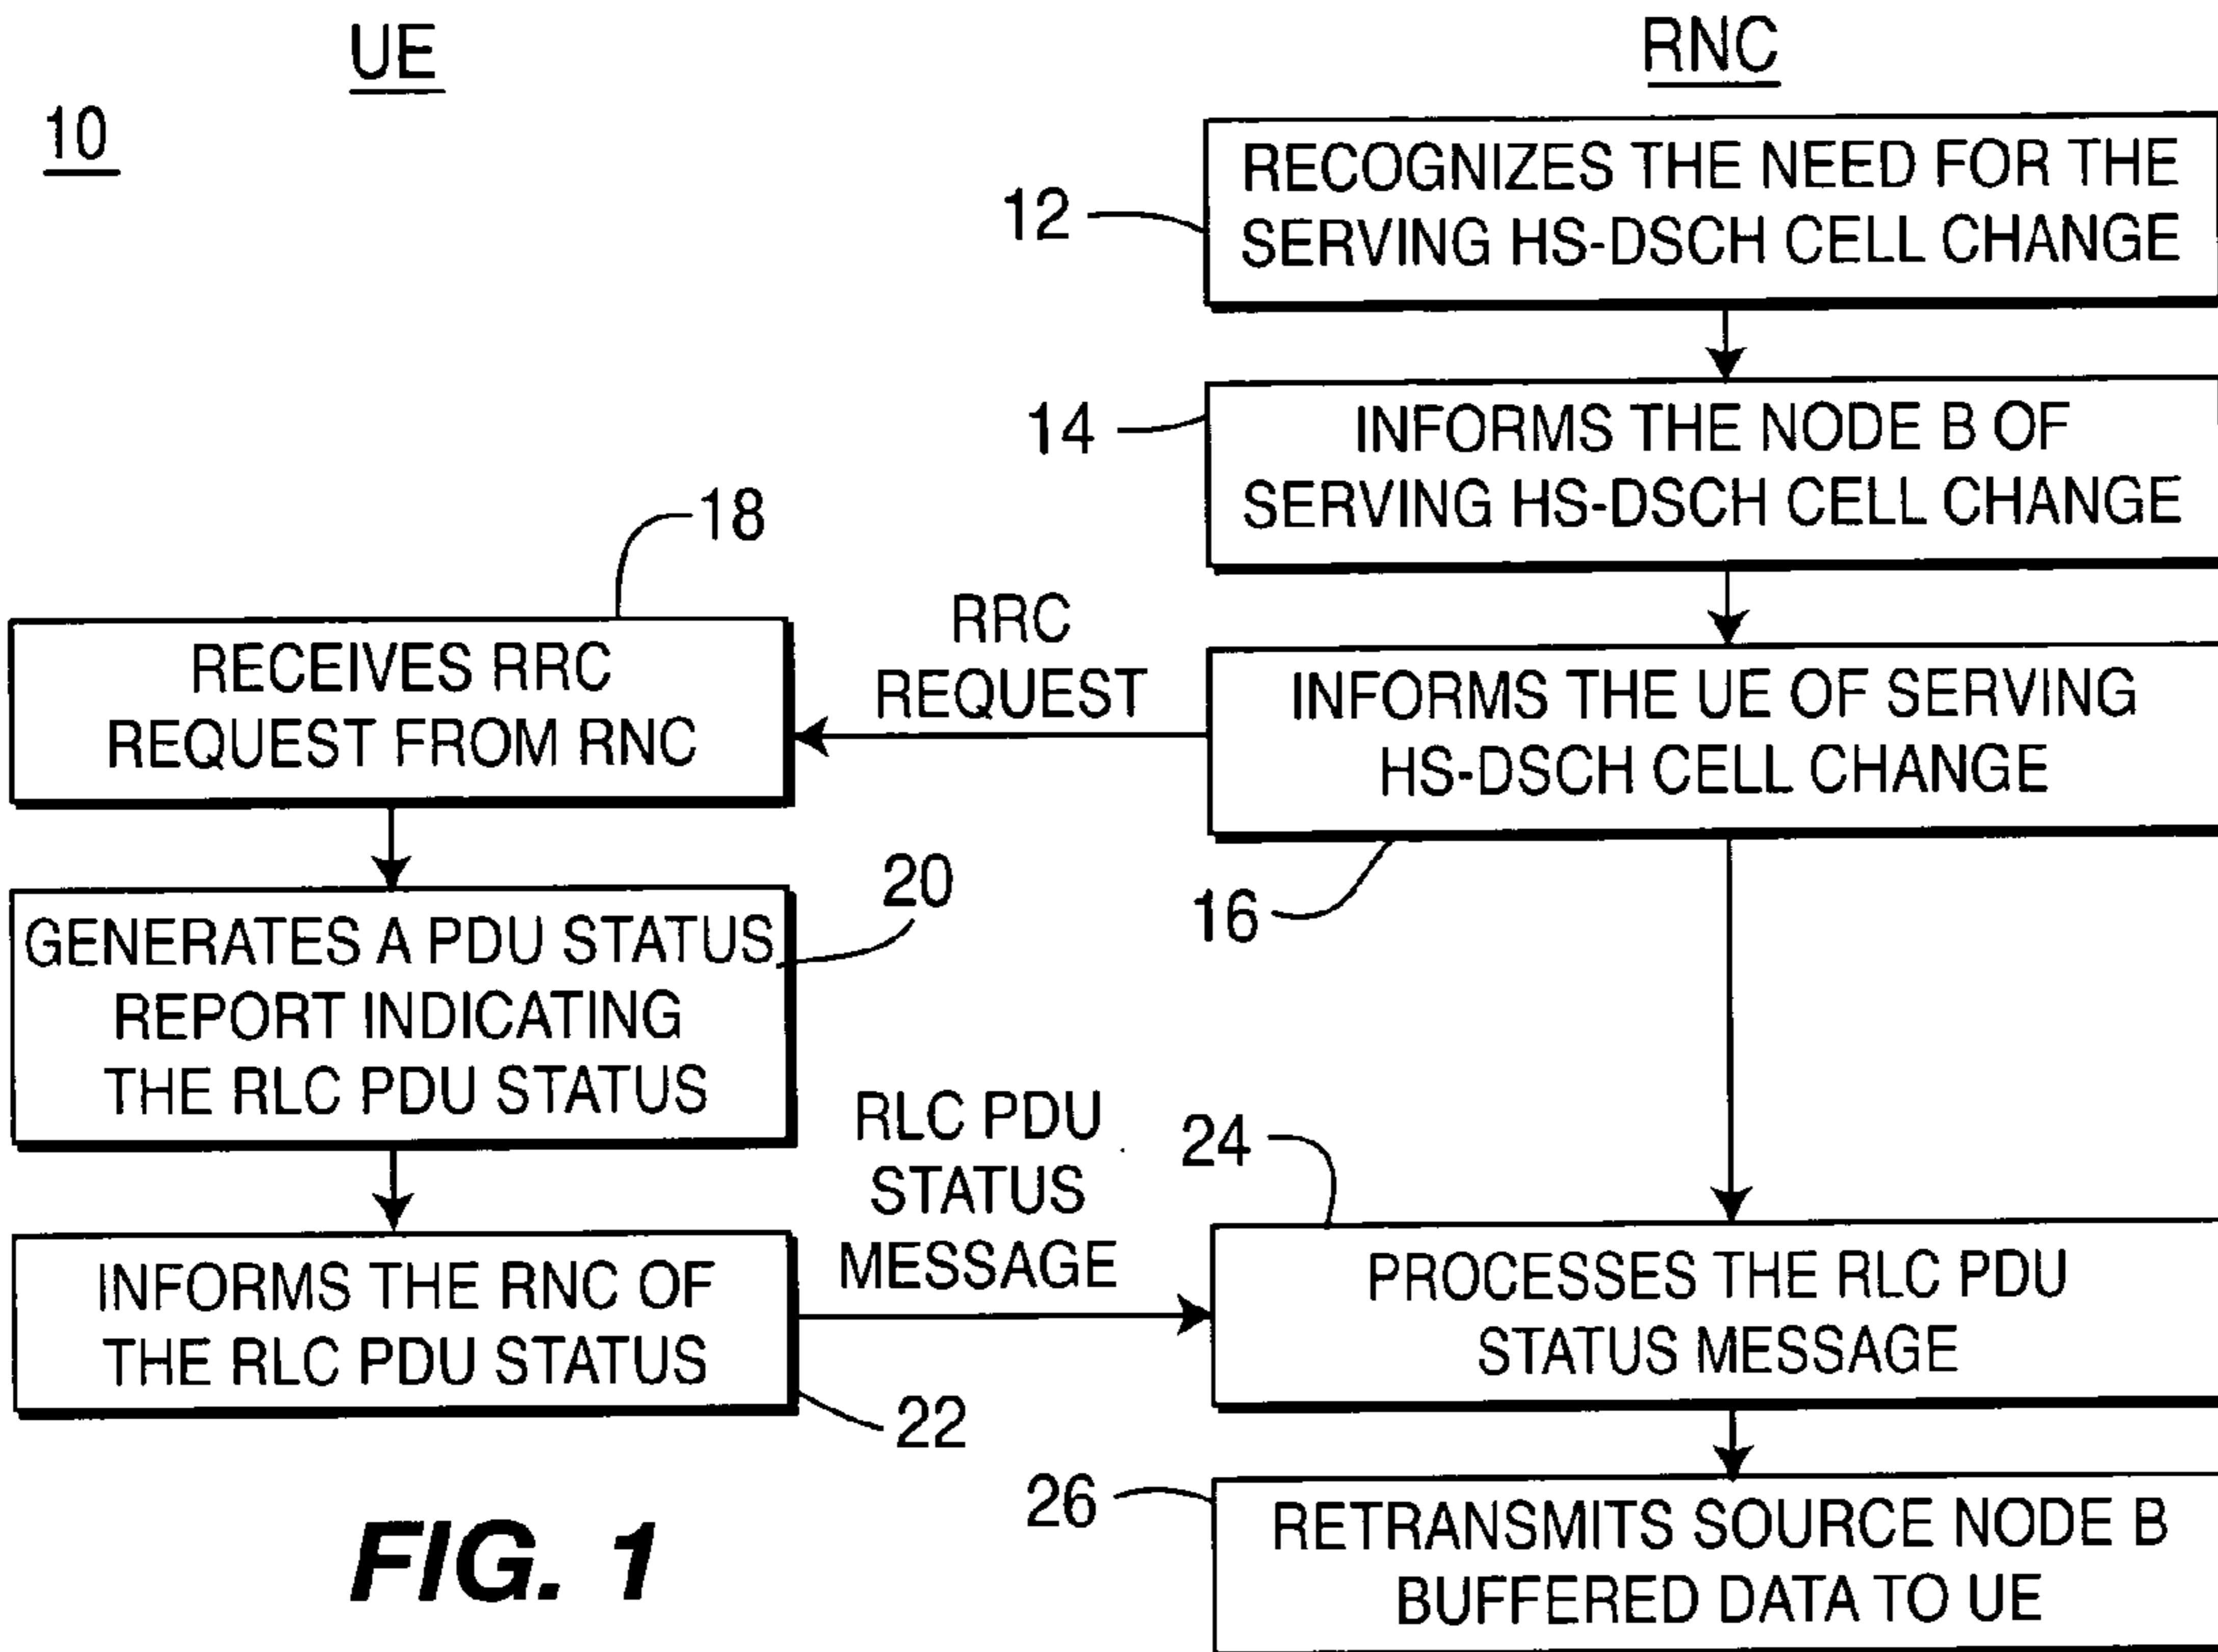 UE
RNC
10
12
RECOGNIZES THE NEED FOR THE
SERVING HS-DSCH CELL CHANGE
14
INFORMS THE NODE B OF
SERVING HS-DSCH CELL CHANGE
18
RECEIVES RRC
REQUEST FROM RNC
RRC
REQUEST
INFORMS THE UE OF SERVING
HS-DSCH CELL CHANGE
16
20
GENERATES A PDU STATUS
REPORT INDICATING
THE RLC PDU STATUS
INFORMS THE RNC OF
THE RLC PDU STATUS
22
RLC PDU
STATUS
MESSAGE
24
PROCESSES THE RLC PDU
STATUS MESSAGE
26
RETRANSMITS SOURCE NODE B
BUFFERED DATA TO UE
FIG. 1